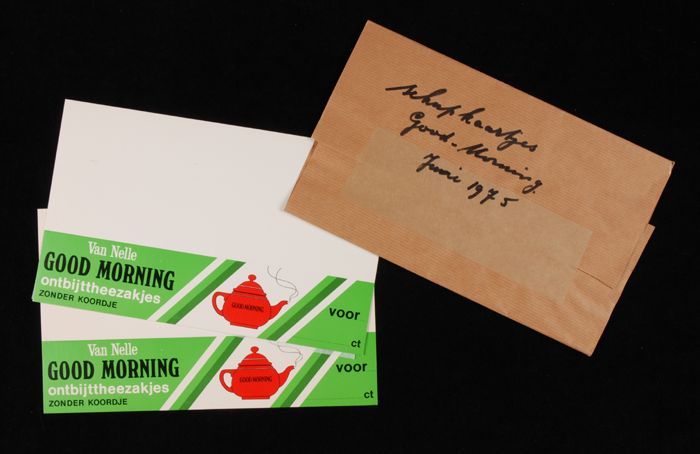 schapkaartjes
Good-Morning.
Juni 1975
Van Nelle
GOOD MORNING
ontbijttheezakjes
ZONDER KOORDJE
GOOD MORNING
voor
ct
Van Nelle
GOOD MORNING
ontbijttheezakjes
ZONDER KOORDJE
GOOD MORNING
voor
ct